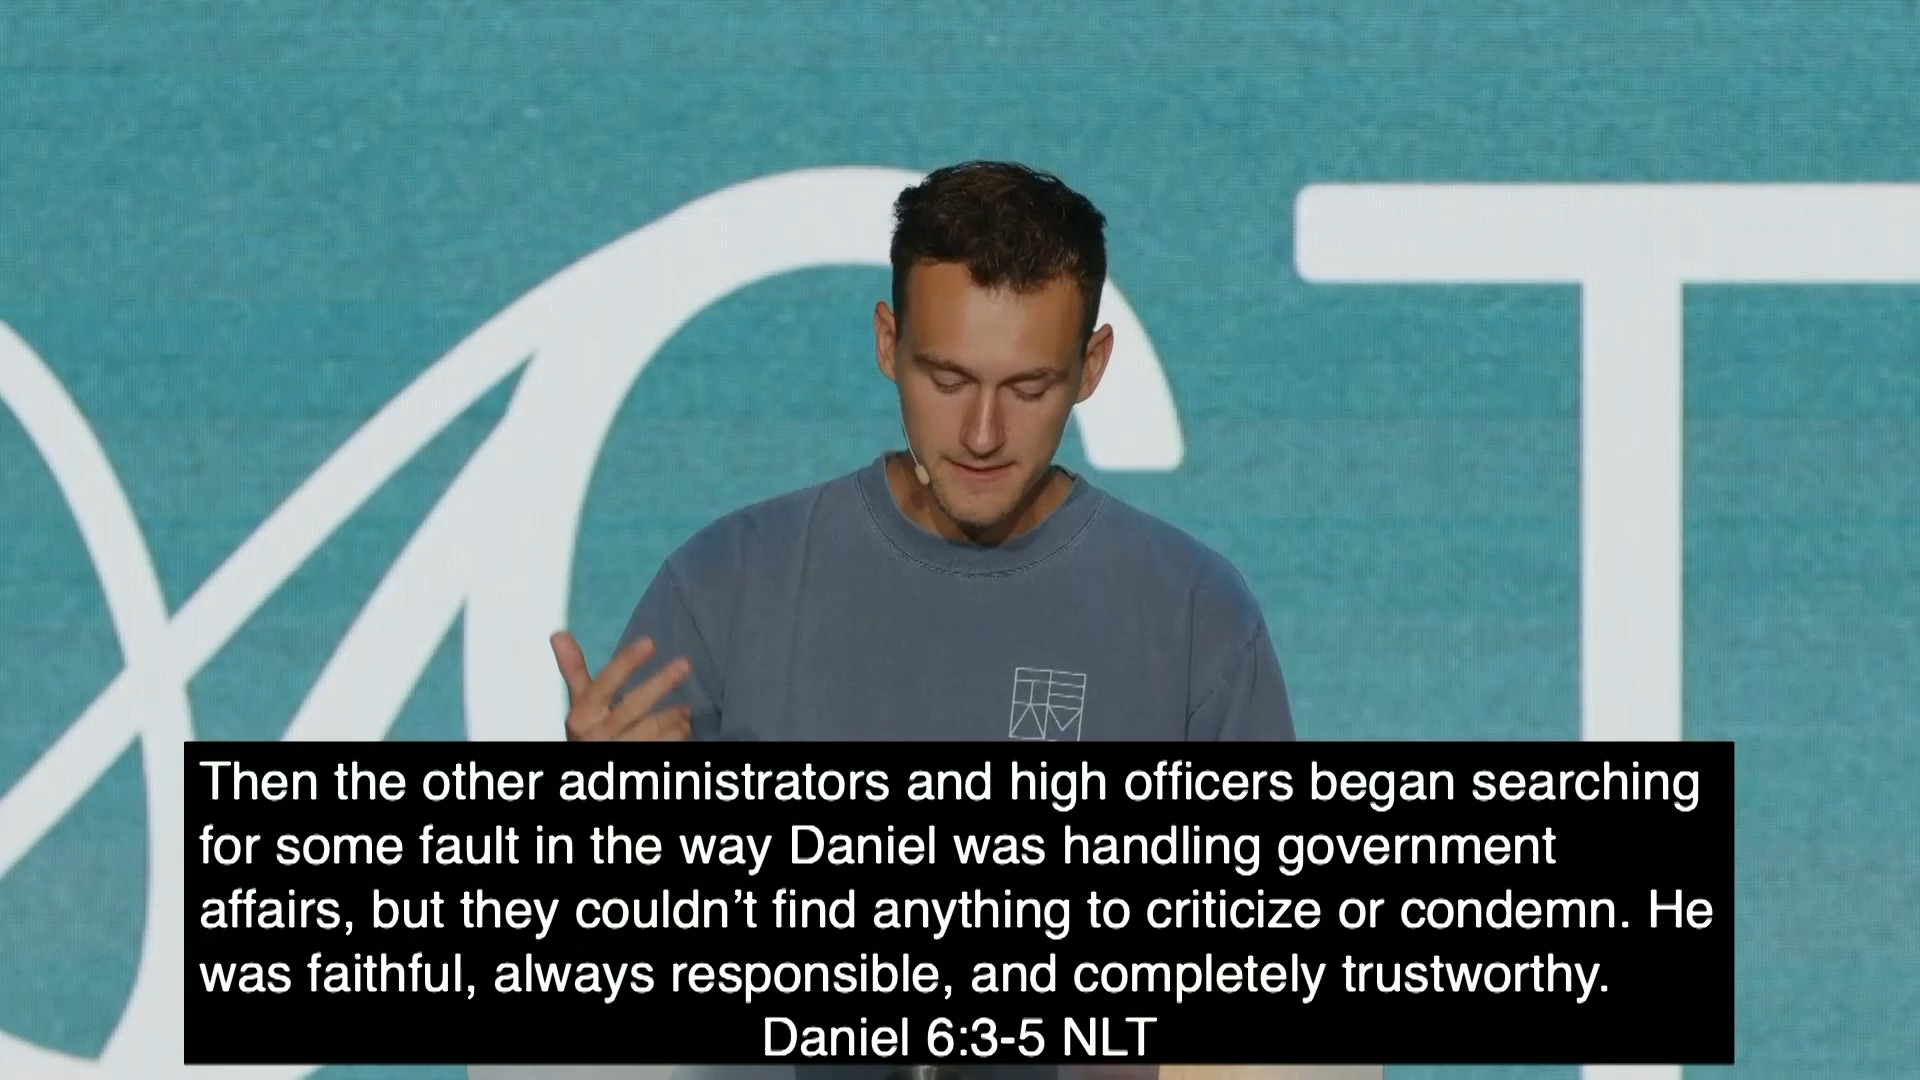 Then the other administrators and high officers began searching
for some fault in the way Daniel was handling government
affairs, but they couldn’t find anything to criticize or condemn. He
was faithful, always responsible, and completely trustworthy.
Daniel 6:3-5 NLT